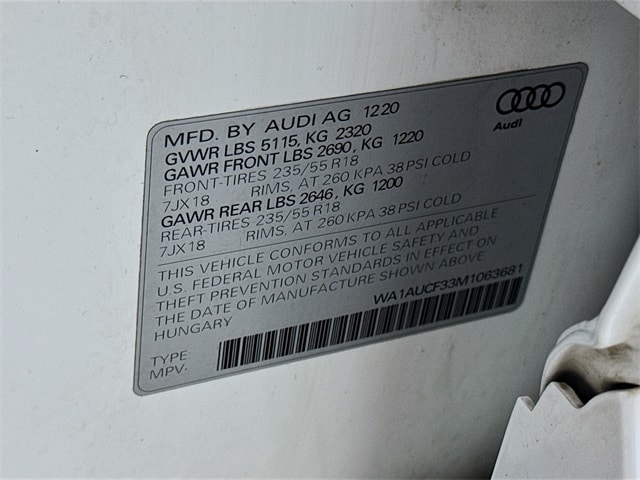 MFD. BY AUDI AG 1220
Audi
GVWR LBS 5115, KG 2320
GAWR FRONT LBS 2690, KG 1220
FRONT-TIRES 235/55 R18
7JX18 RIMS, AT 260 KPA 38 PSI COLD
GAWR REAR LBS 2646, KG 1200
REAR-TIRES 235/55 R18
7JX18 RIMS, AT 260 KPA 38 PSI COLD
THIS VEHICLE CONFORMS TO ALL APPLICABLE
U.S. FEDERAL MOTOR VEHICLE SAFETY AND
THEFT PREVENTION STANDARDS IN EFFECT ON
THE DATE OF MANUFACTURE SHOWN ABOVE
HUNGARY WA1AUCF33M1063681
TYPE
MPV.